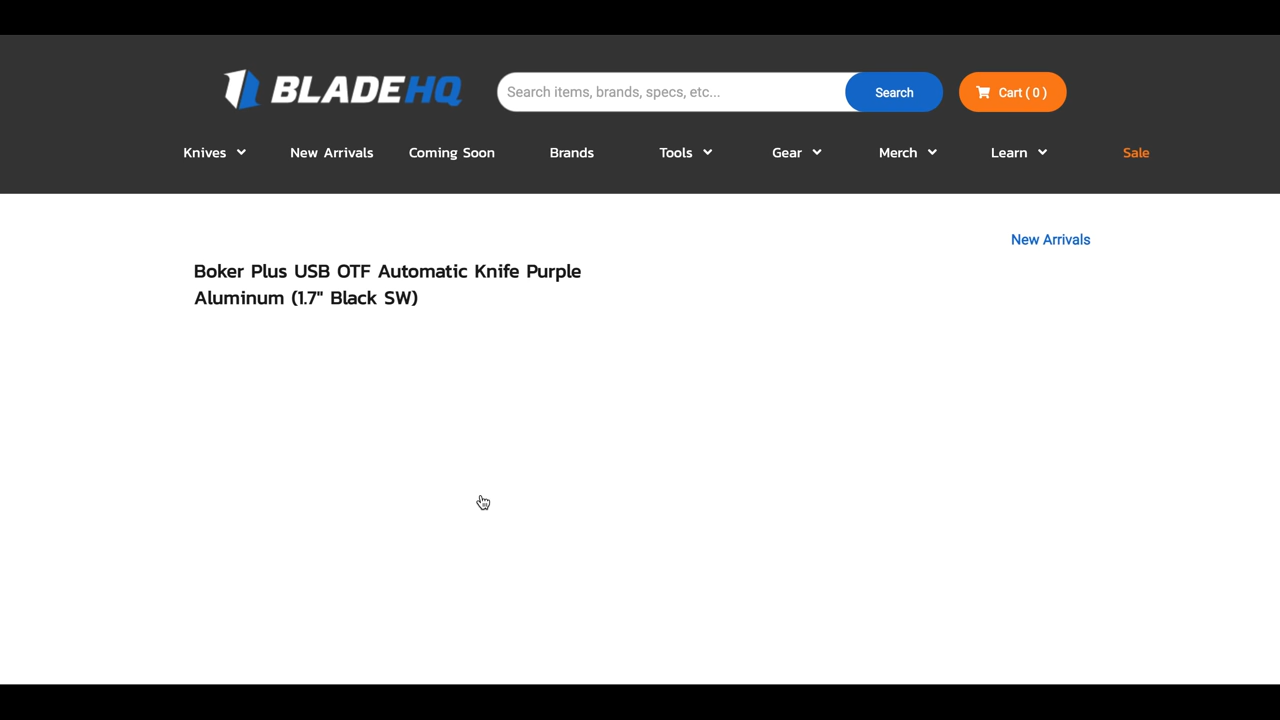 BLADEHQ
Search items, brands, specs, etc...
Search
Cart ( 0 )
Knives
New Arrivals
Coming Soon
Brands
Tools
Gear
Merch
Learn
Sale
New Arrivals
Boker Plus USB OTF Automatic Knife Purple
Aluminum (1.7" Black SW)